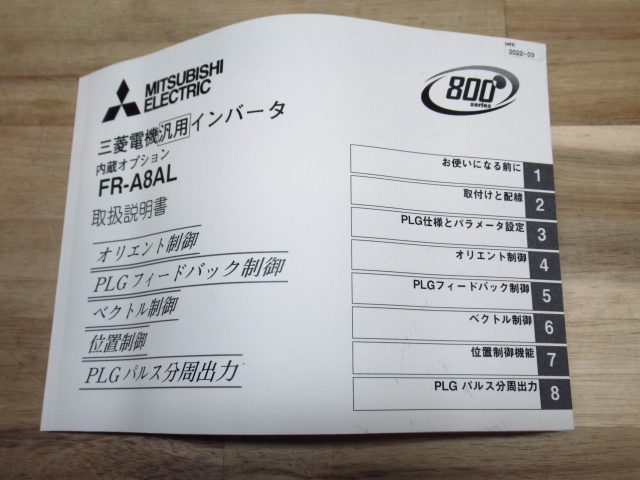 DATE:
2022-03
MITSUBISHI
ELECTRIC
800
series
三菱電機汎用インバータ
内蔵オプション
FR-A8AL
取扱説明書
オリエント制御
PLGフィードバック制御
ベクトル制御
位置制御
PLGパルス分周出力
お使いになる前に 1
取付けと配線 2
PLG仕様とパラメータ設定 3
オリエント制御 4
PLGフィードバック制御 5
ベクトル制御 6
位置制御機能 7
PLG パルス分周出力 8